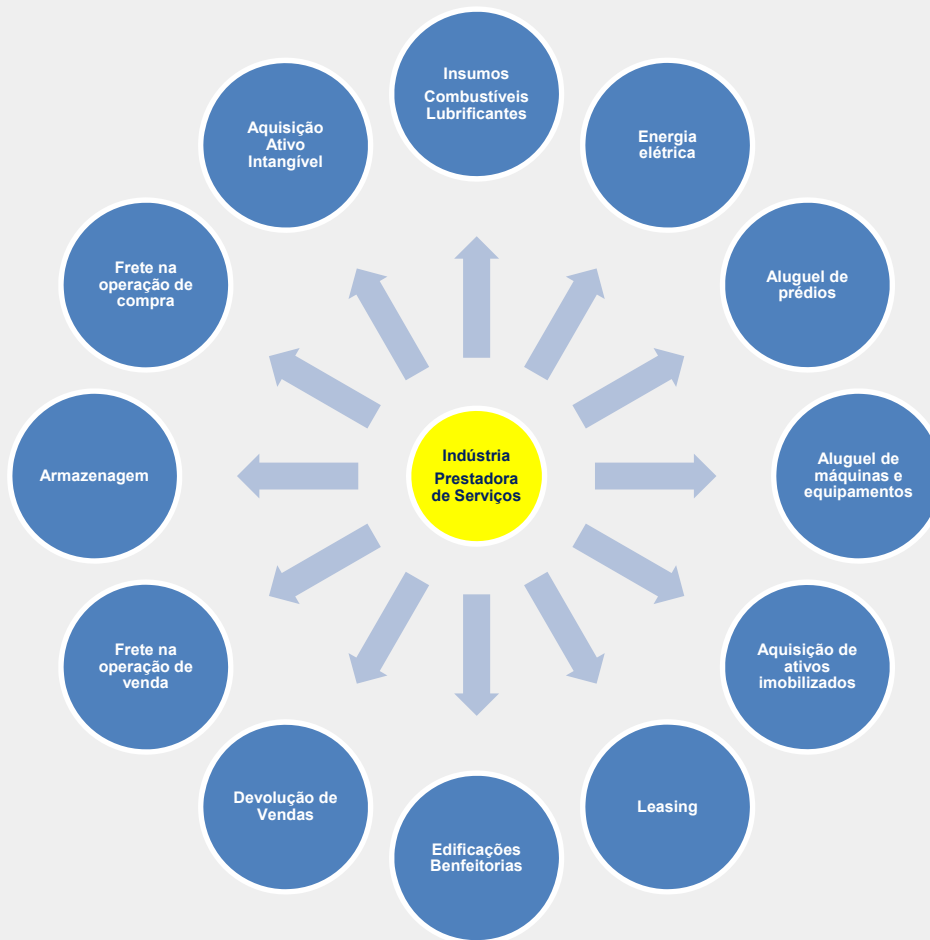 Insumos
Combustíveis
Lubrificantes
Energia
elétrica
Aluguel de
prédios
Aluguel de
máquinas e
equipamentos
Aquisição de
ativos
imobilizados
Leasing
Edificações
Benfeitorias
Devolução de
Vendas
Frete na
operação de
venda
Armazenagem
Frete na
operação de
compra
Aquisição
Ativo
Intangível
Indústria
Prestadora
de Serviços